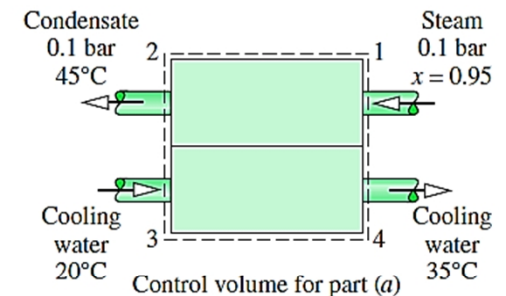 Condensate
0.1 bar
45°C
2
1
Steam
0.1 bar
x = 0.95
Cooling
water
20°C
3
4
Cooling
water
35°C
Control volume for part (a)